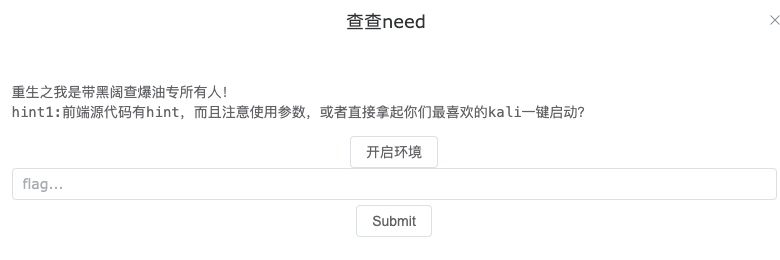 查查need
重生之我是带黑阔查爆油专所有人！
hint1:前端源代码有hint，而且注意使用参数，或者直接拿起你们最喜欢的kali一键启动？
开启环境
flag...
Submit